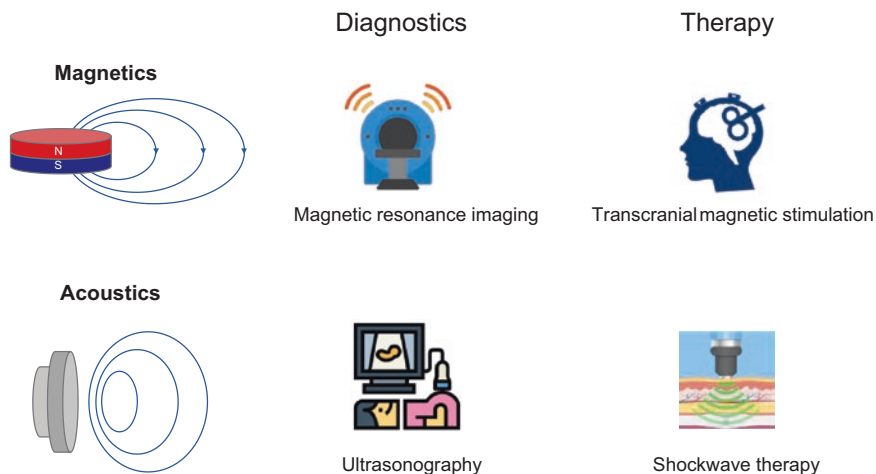 Diagnostics
Therapy
Magnetics
N
S
Magnetic resonance imaging
Transcranial magnetic stimulation
Acoustics
Ultrasonography
Shockwave therapy